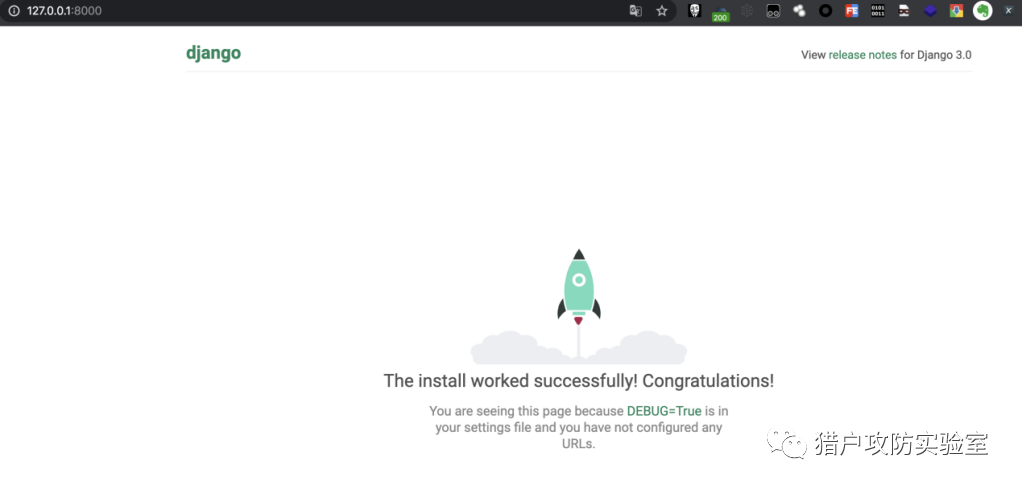 127.0.0.1:8000
200
FE
0101
0011
django
View release notes for Django 3.0
The install worked successfully! Congratulations!
You are seeing this page because DEBUG=True is in
your settings file and you have not configured any
URLs.
猎户攻防实验室